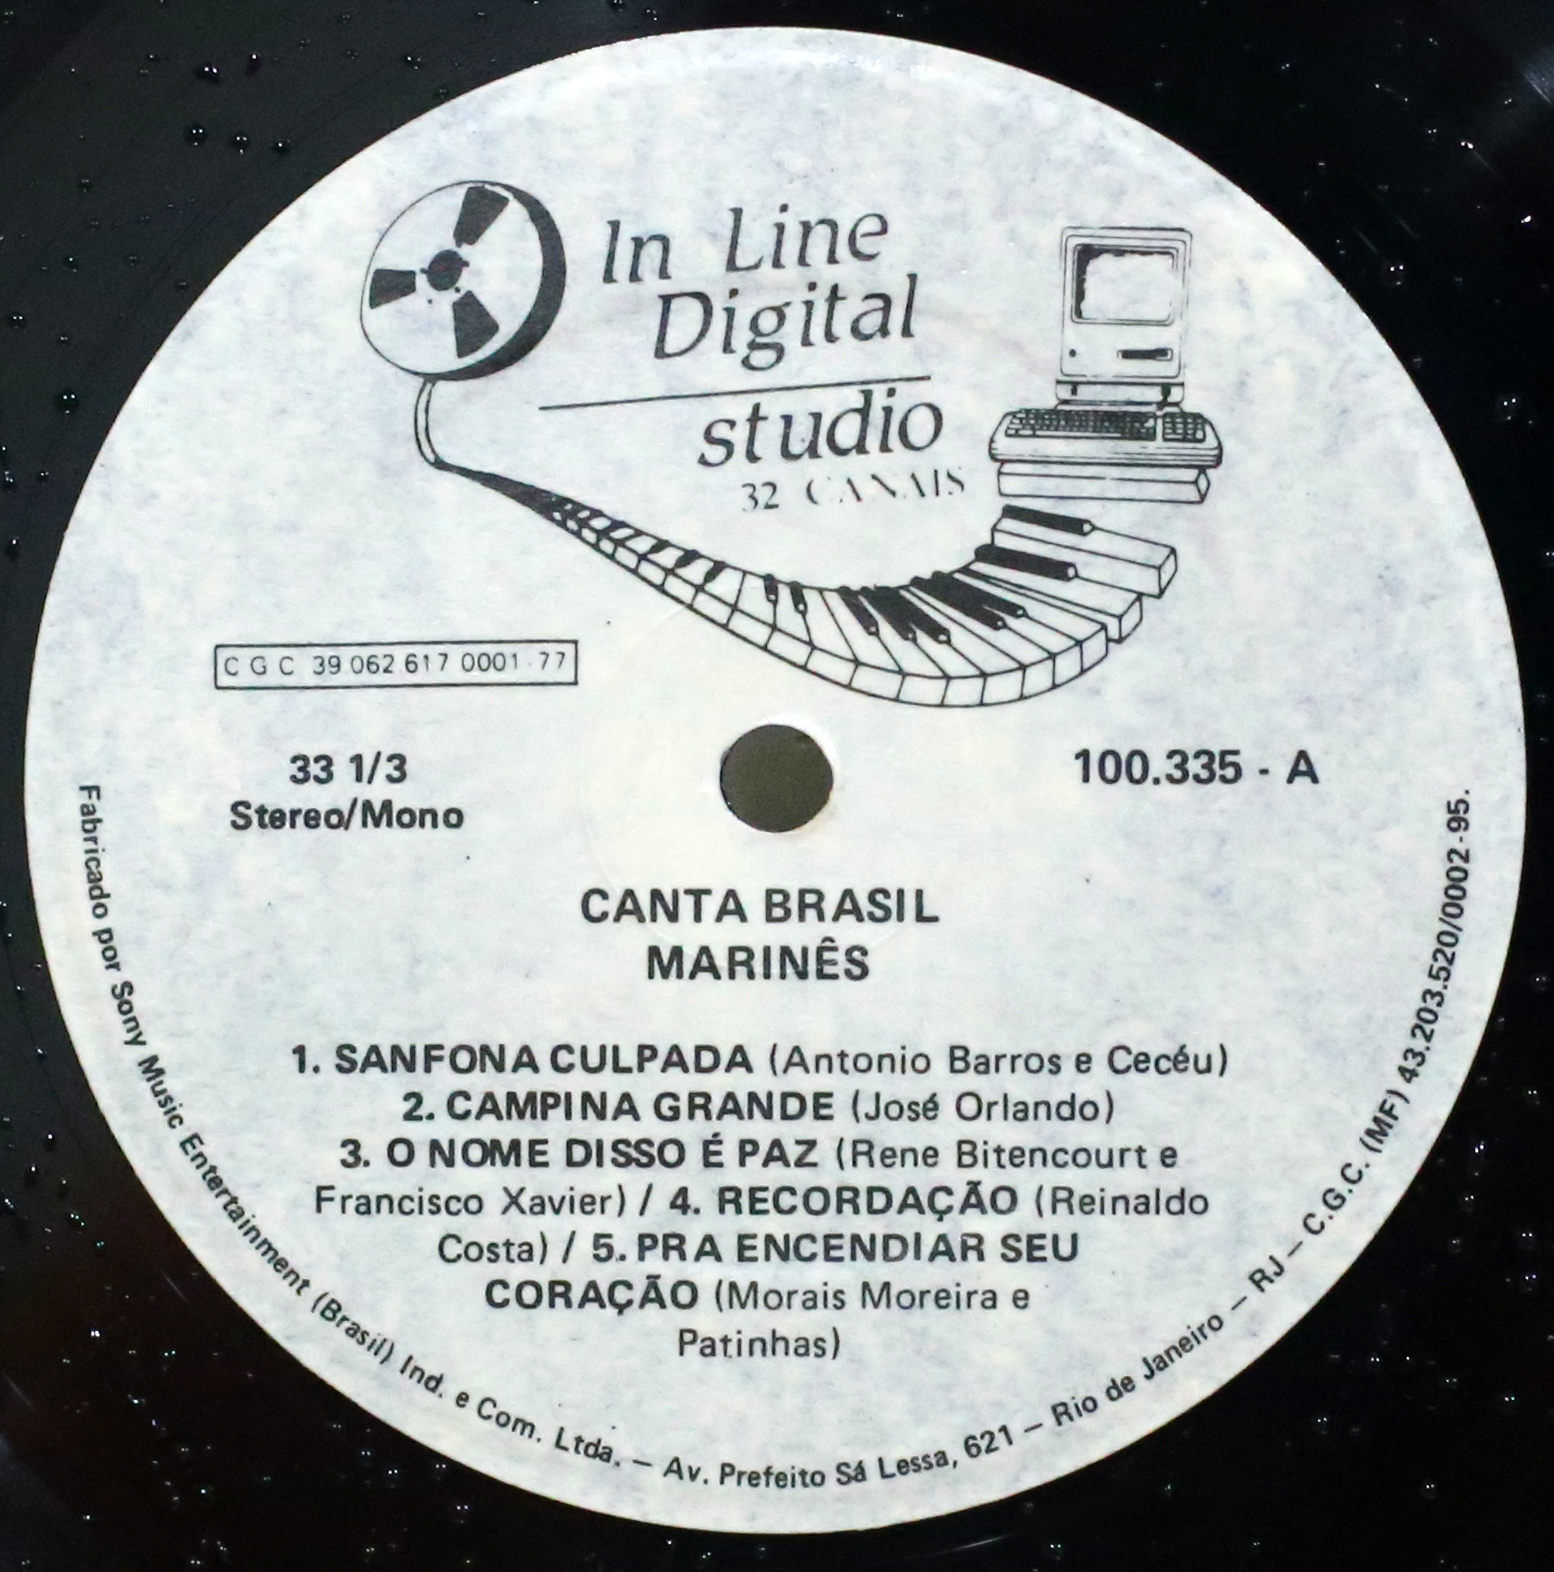 In Line
Digital
studio
32 CANAIS
C G C 39 062 617 0001-77
33 1/3
Stereo/Mono
100.335 - A
CANTA BRASIL
MARINÊS
1. SANFONA CULPADA (Antonio Barros e Cecéu)
2. CAMPINA GRANDE (José Orlando)
3. O NOME DISSO É PAZ (Rene Bitencourt e
Francisco Xavier) / 4. RECORDAÇÃO (Reinaldo
Costa) / 5. PRA ENCENDIAR SEU
CORAÇÃO (Morais Moreira e
Patinhas)
Fabricado por Sony Music Entertainment (Brasil) Ind. e Com. Ltda. — Av. Prefeito Sá Lessa, 621 — Rio de Janeiro — RJ — C.G.C. (MF) 43.203.520/0002-95.